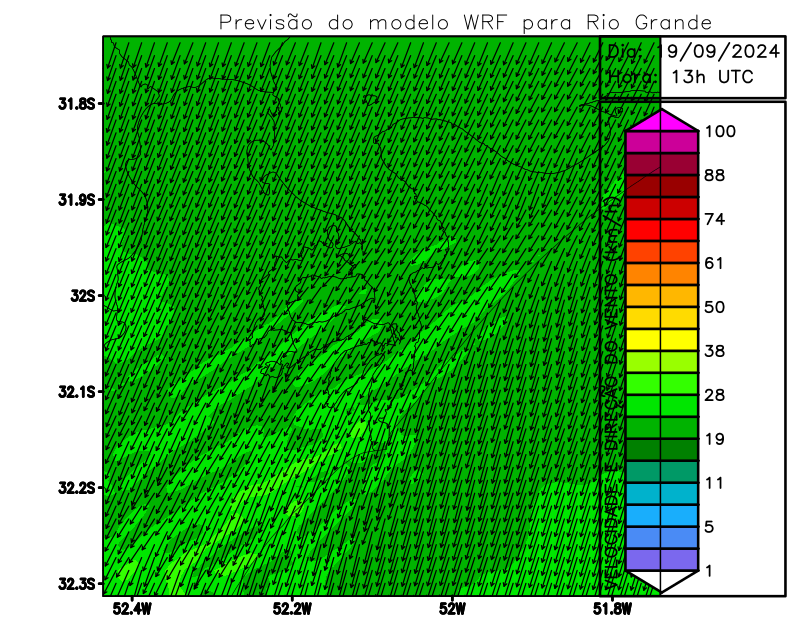 Previsão do modelo WRF para Rio Grande
Dia: 19/09/2024
Hora: 13h UTC
31.8S
31.9S
32S
32.1S
32.2S
32.3S
52.4W
52.2W
52W
51.8W
VELOCIDADE E DIREÇÃO DO VENTO (km/h)
100
88
74
61
50
38
28
19
11
5
1